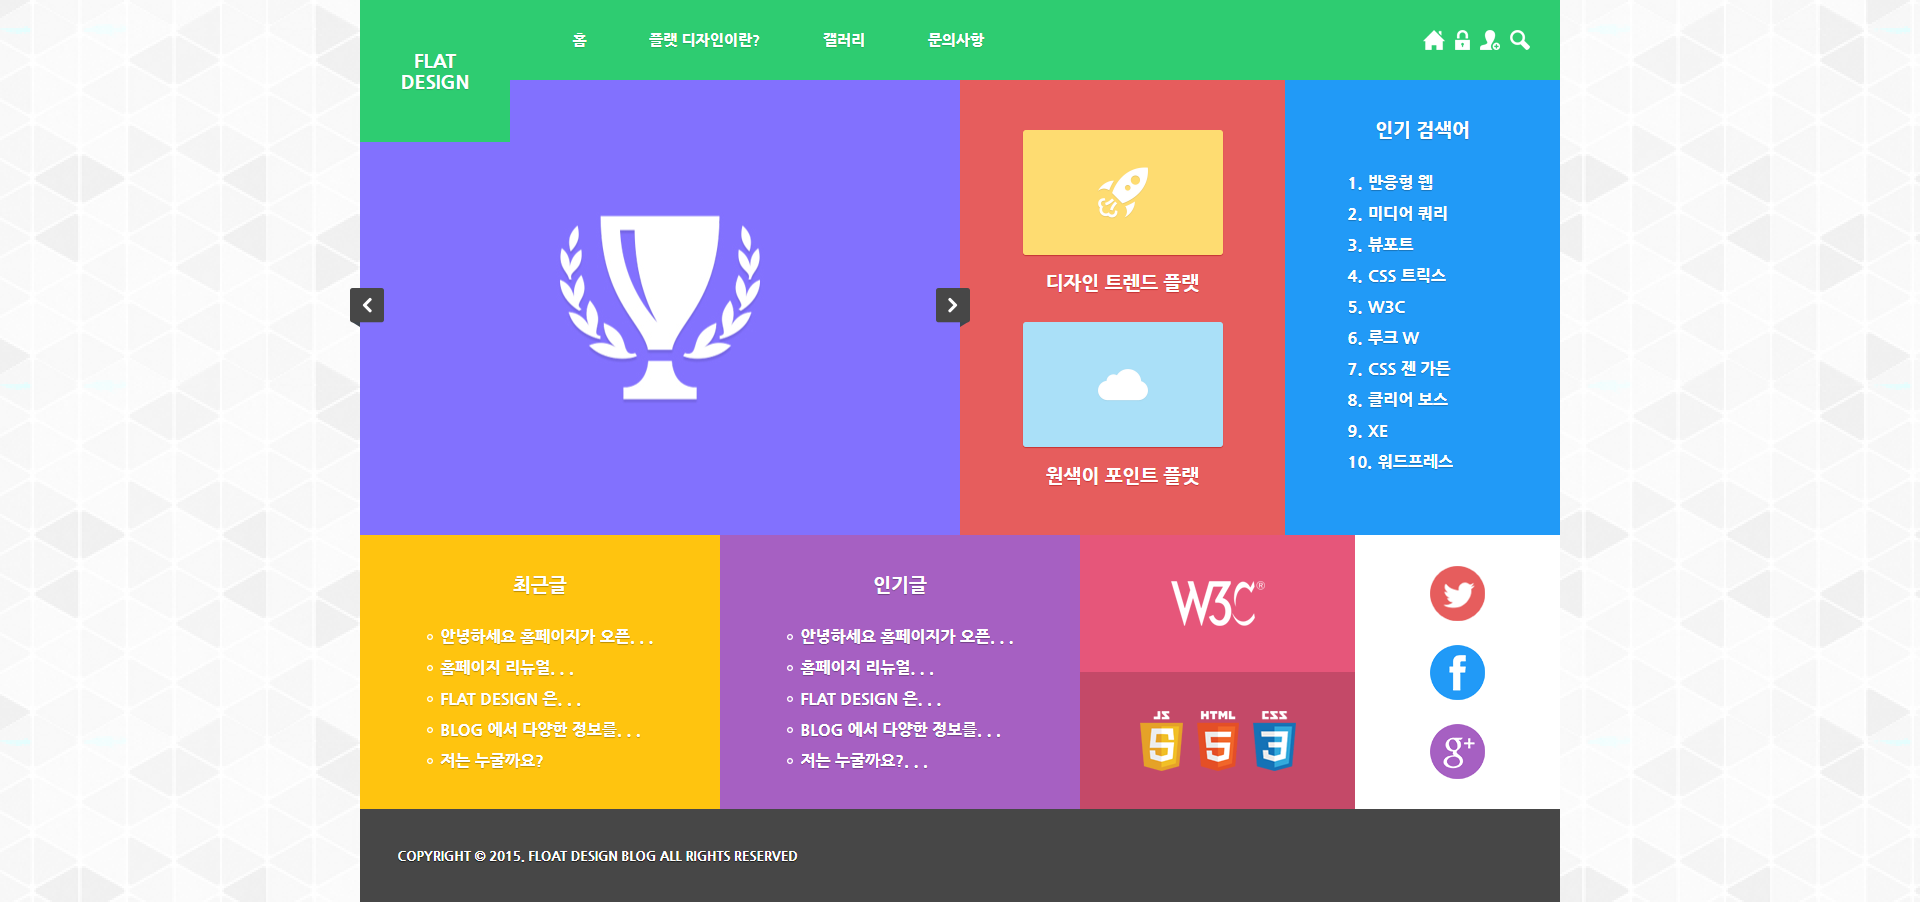 FLAT
DESIGN
홈 플랫 디자인이란? 갤러리 문의사항
디자인 트렌드 플랫
원색이 포인트 플랫
인기 검색어
1. 반응형 웹
2. 미디어 쿼리
3. 뷰포트
4. CSS 트릭스
5. W3C
6. 루크 W
7. CSS 젠 가든
8. 클리어 보스
9. XE
10. 워드프레스
최근글
안녕하세요 홈페이지가 오픈. . .
홈페이지 리뉴얼. . .
FLAT DESIGN 은. . .
BLOG 에서 다양한 정보를. . .
저는 누굴까요?
인기글
안녕하세요 홈페이지가 오픈. . .
홈페이지 리뉴얼. . .
FLAT DESIGN 은. . .
BLOG 에서 다양한 정보를. . .
저는 누굴까요?. . .
W3C®
JS HTML CSS
5 5 3
f
g+
COPYRIGHT © 2015. FLOAT DESIGN BLOG ALL RIGHTS RESERVED